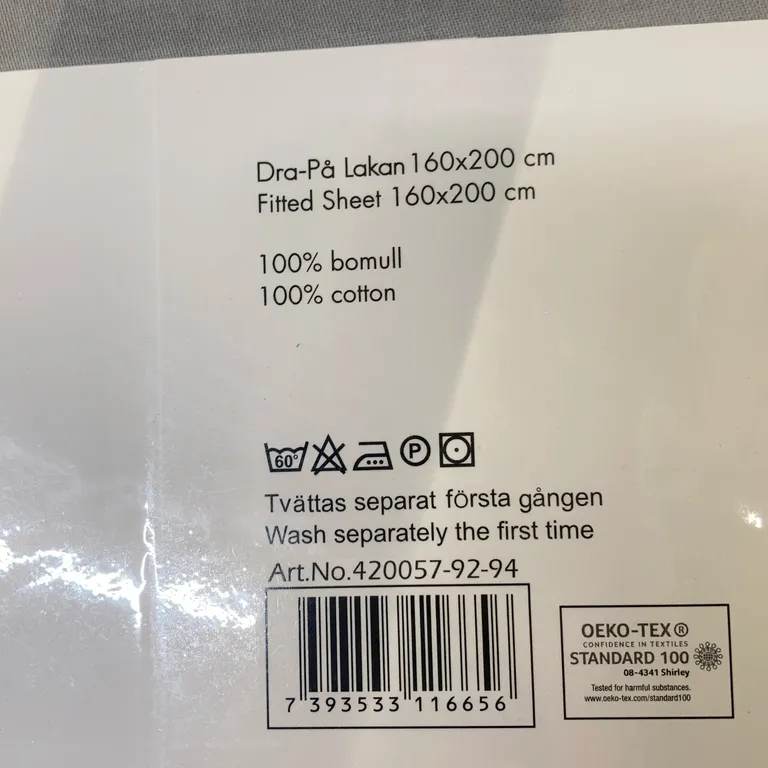 Dra-På Lakan 160x200 cm
Fitted Sheet 160x200 cm
100% bomull
100% cotton
60°
P
Tvättas separat första gången
Wash separately the first time
Art.No.420057-92-94
7 393533 116656
OEKO-TEX®
CONFIDENCE IN TEXTILES
STANDARD 100
08-4341 Shirley
Tested for harmful substances.
www.oeko-tex.com/standard100